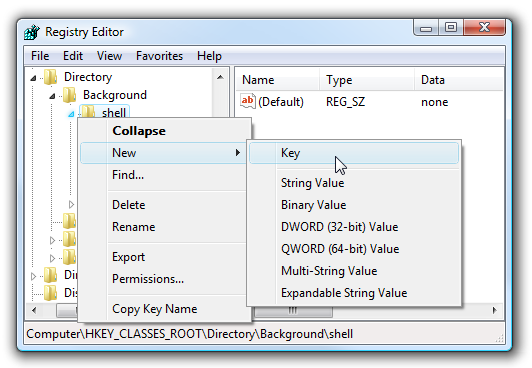 Registry Editor
File Edit View Favorites Help
Directory
Background
shell
Name Type Data
ab (Default) REG_SZ none
Collapse
New
Find...
Delete
Rename
Export
Permissions...
Copy Key Name
Key
String Value
Binary Value
DWORD (32-bit) Value
QWORD (64-bit) Value
Multi-String Value
Expandable String Value
Dir
Dis
Computer\HKEY_CLASSES_ROOT\Directory\Background\shell